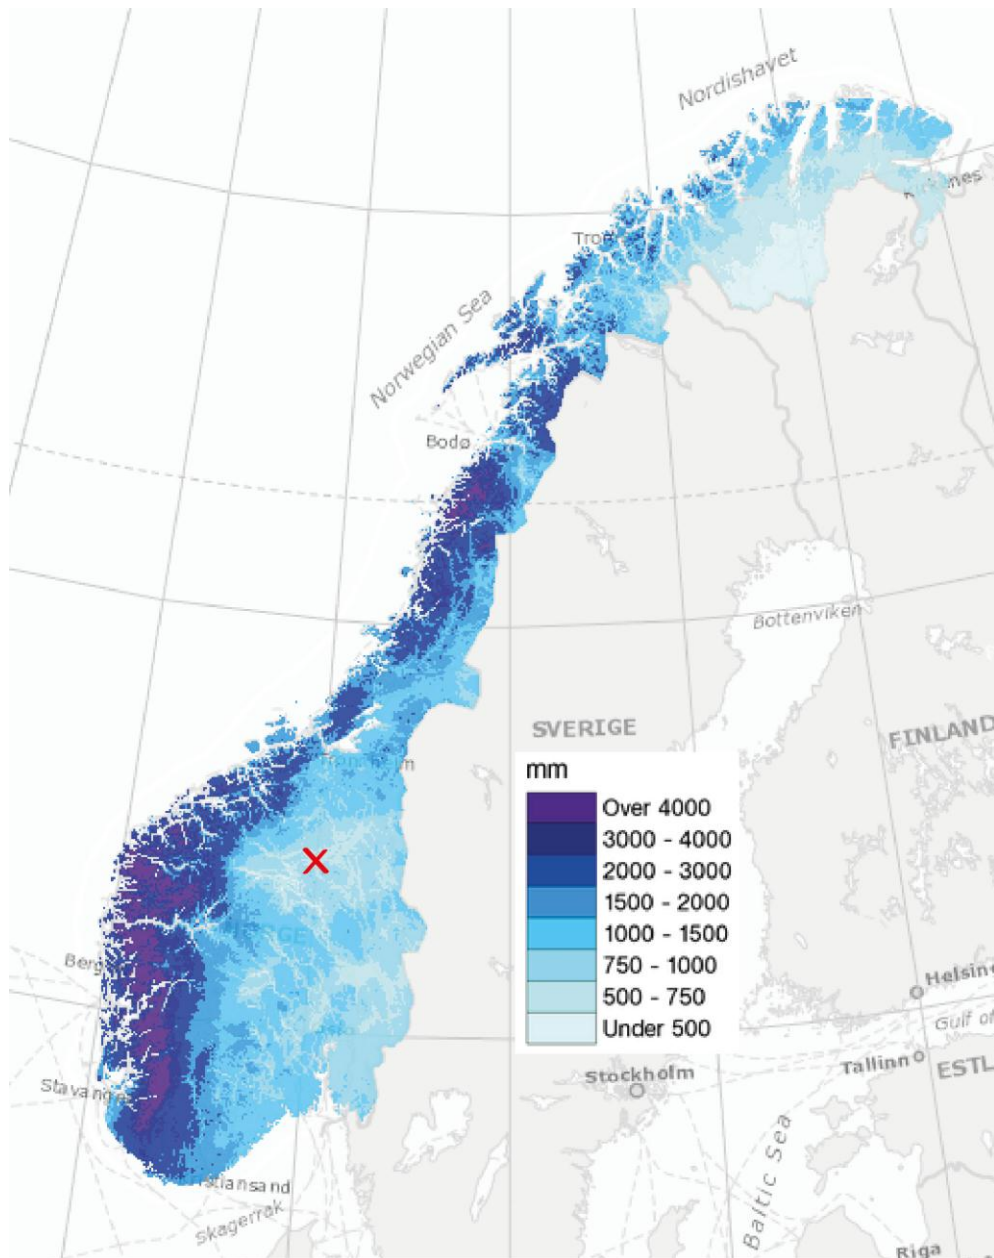 Nordishavet
Norwegian Sea
Bodø
Bottenviken
SVERIGE
FINLAND
mm
Over 4000
3000 - 4000
2000 - 3000
1500 - 2000
1000 - 1500
750 - 1000
500 - 750
Under 500
Stockholm
Tallinn
Baltic Sea
Skagerrak
Riga